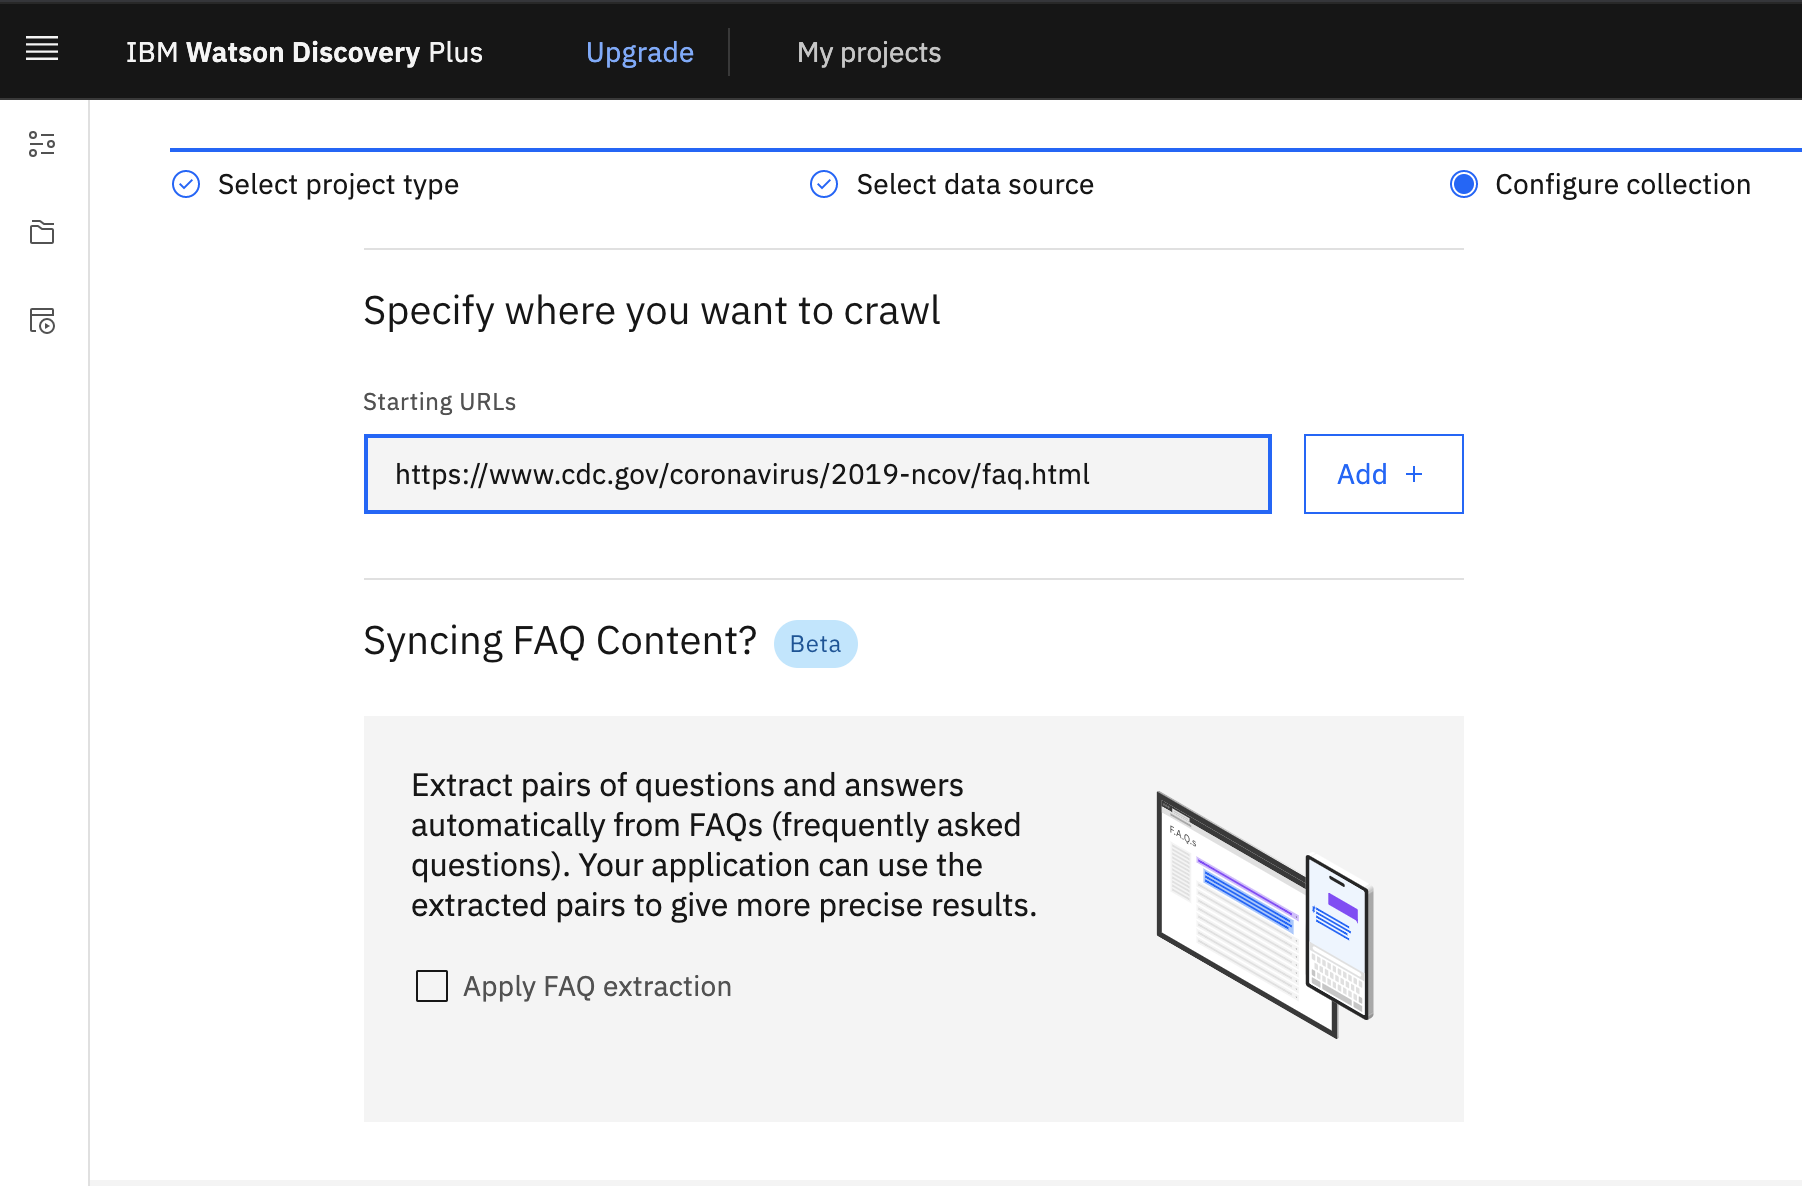 IBM Watson Discovery Plus
Upgrade
My projects
Select project type
Select data source
Configure collection
Specify where you want to crawl
Starting URLs
https://www.cdc.gov/coronavirus/2019-ncov/faq.html
Add +
Syncing FAQ Content?
Beta
Extract pairs of questions and answers
automatically from FAQs (frequently asked
questions). Your application can use the
extracted pairs to give more precise results.
F.A.Q.s
Apply FAQ extraction